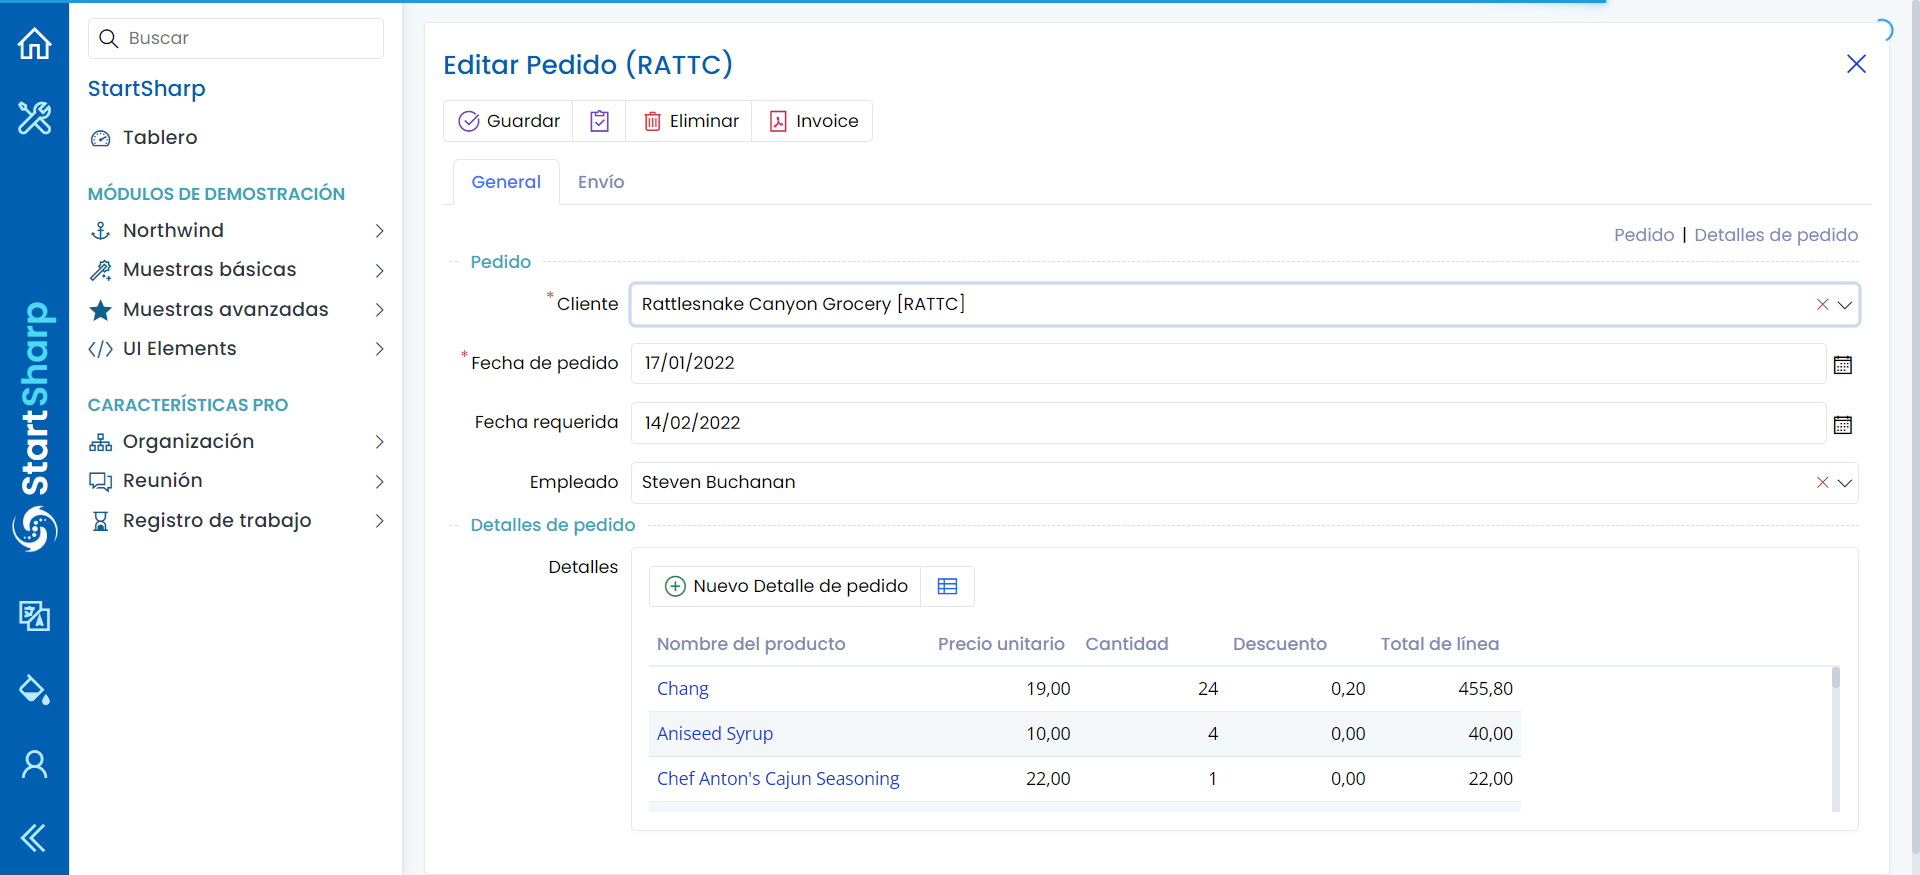 Buscar
StartSharp
Tablero
MÓDULOS DE DEMOSTRACIÓN
Northwind
Muestras básicas
Muestras avanzadas
UI Elements
CARACTERÍSTICAS PRO
Organización
Reunión
Registro de trabajo
StartSharp
Editar Pedido (RATTC)
Guardar Eliminar Invoice
General Envío
Pedido | Detalles de pedido
Pedido
* Cliente Rattlesnake Canyon Grocery [RATTC]
* Fecha de pedido 17/01/2022
Fecha requerida 14/02/2022
Empleado Steven Buchanan
Detalles de pedido
Detalles
Nuevo Detalle de pedido
Nombre del producto Precio unitario Cantidad Descuento Total de línea
Chang 19,00 24 0,20 455,80
Aniseed Syrup 10,00 4 0,00 40,00
Chef Anton's Cajun Seasoning 22,00 1 0,00 22,00